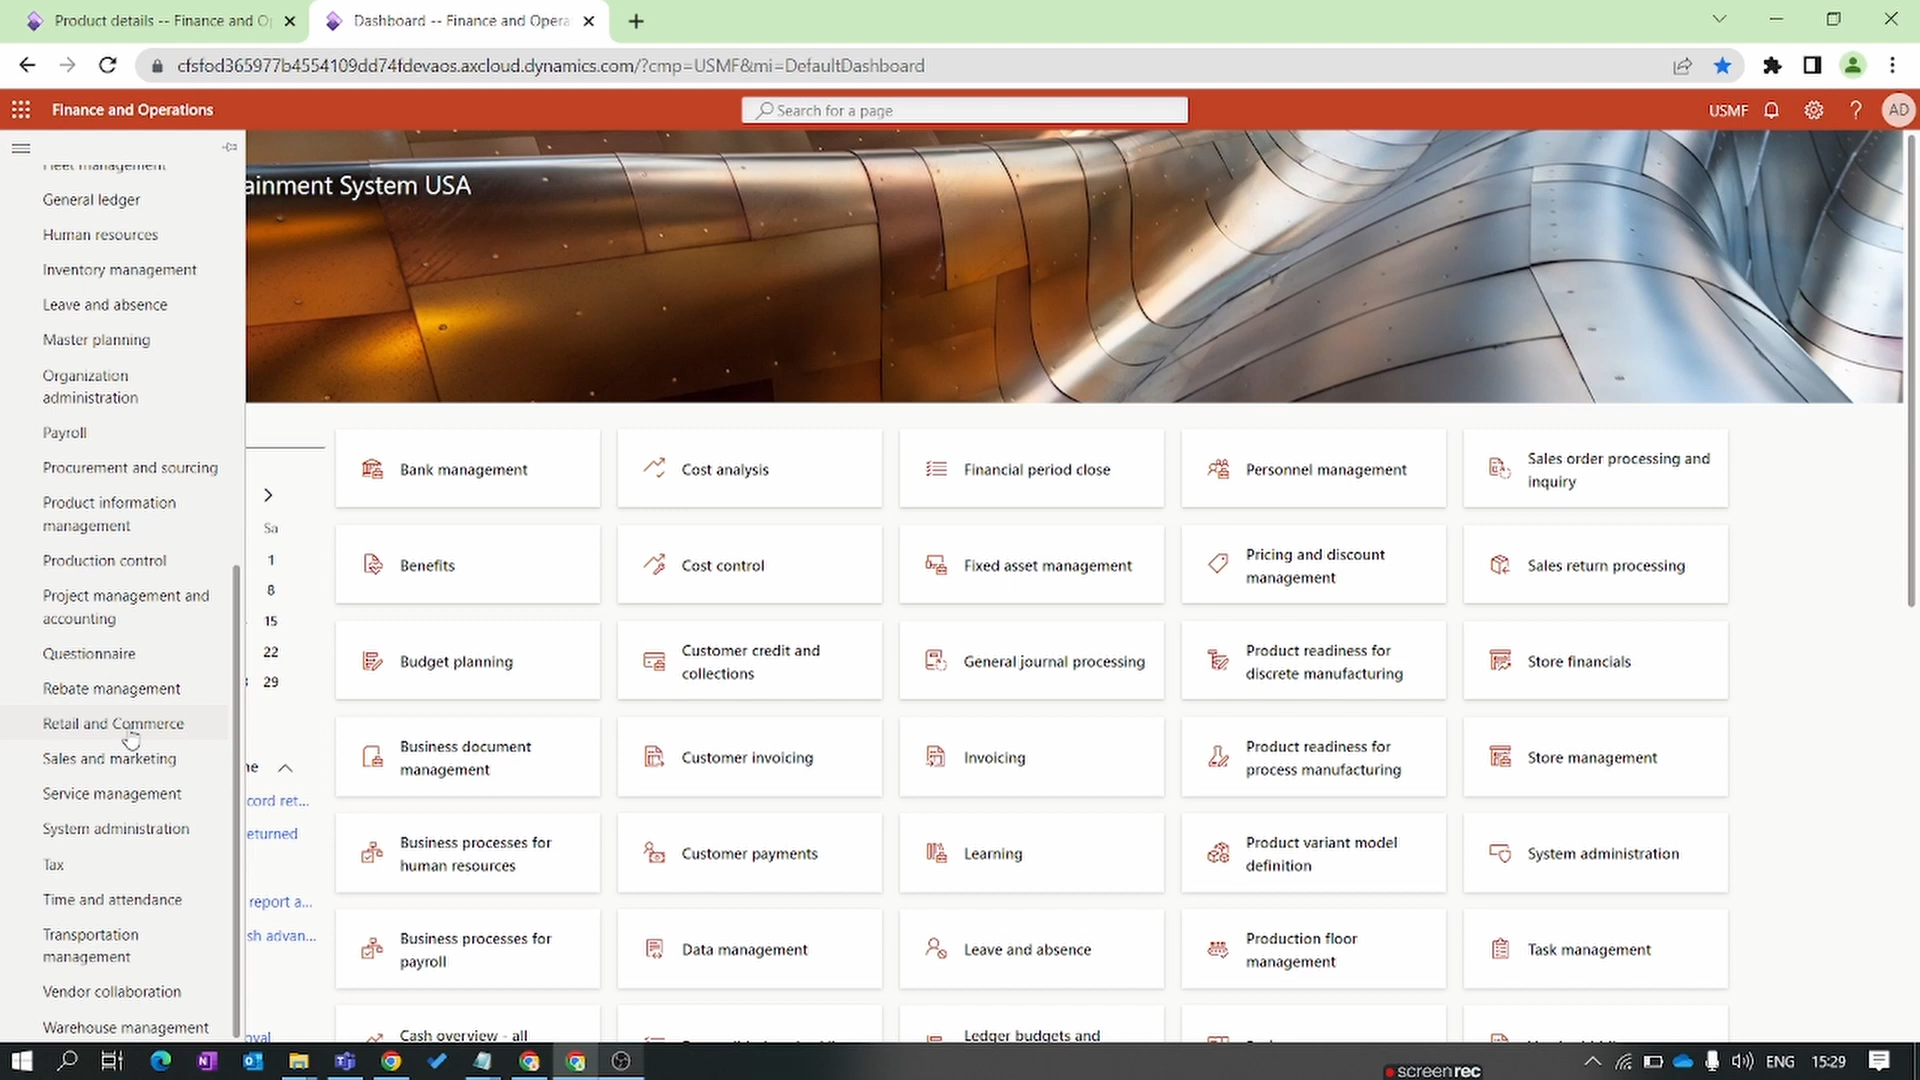 Product details -- Finance and O
Dashboard -- Finance and Opera
cfsfod365977b4554109dd74fdevaos.axcloud.dynamics.com/?cmp=USMF&mi=DefaultDashboard
Finance and Operations
Search for a page
USMF
AD
Fleet management
General ledger
Human resources
Inventory management
Leave and absence
Master planning
Organization
administration
Payroll
Procurement and sourcing
Product information
management
Production control
Project management and
accounting
Questionnaire
Rebate management
Retail and Commerce
Sales and marketing
Service management
System administration
Tax
Time and attendance
Transportation
management
Vendor collaboration
Warehouse management
ainment System USA
Sa
1
8
15
22
29
ne
cord ret...
eturned
report a...
sh advan...
oval
Bank management
Cost analysis
Financial period close
Personnel management
Sales order processing and
inquiry
Benefits
Cost control
Fixed asset management
Pricing and discount
management
Sales return processing
Budget planning
Customer credit and
collections
General journal processing
Product readiness for
discrete manufacturing
Store financials
Business document
management
Customer invoicing
Invoicing
Product readiness for
process manufacturing
Store management
Business processes for
human resources
Customer payments
Learning
Product variant model
definition
System administration
Business processes for
payroll
Data management
Leave and absence
Production floor
management
Task management
Cash overview - all
Ledger budgets and
ENG
15:29
screenrec